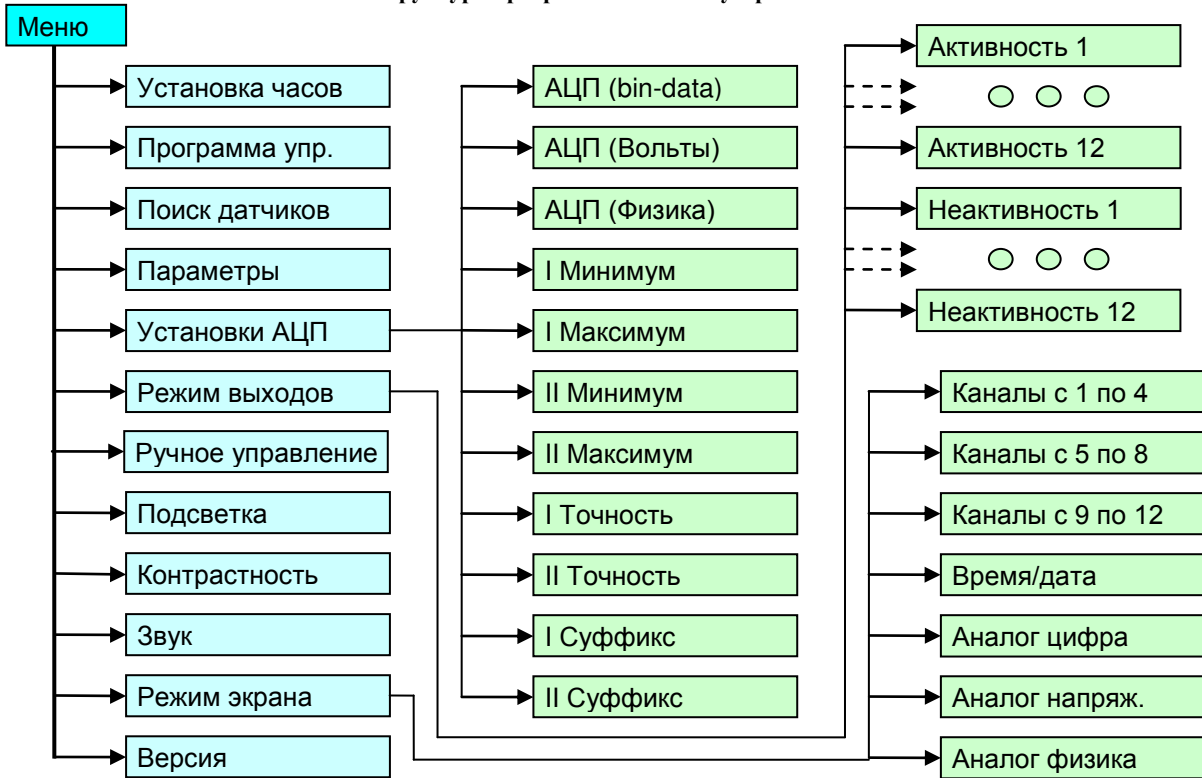 Меню
Установка часов
Программа упр.
Поиск датчиков
Параметры
Установки АЦП
Режим выходов
Ручное управление
Подсветка
Контрастность
Звук
Режим экрана
Версия
АЦП (bin-data)
АЦП (Вольты)
АЦП (Физика)
I Минимум
I Максимум
II Минимум
II Максимум
I Точность
II Точность
I Суффикс
II Суффикс
Активность 1
Активность 12
Неактивность 1
Неактивность 12
Каналы с 1 по 4
Каналы с 5 по 8
Каналы с 9 по 12
Время/дата
Аналог цифра
Аналог напряж.
Аналог физика